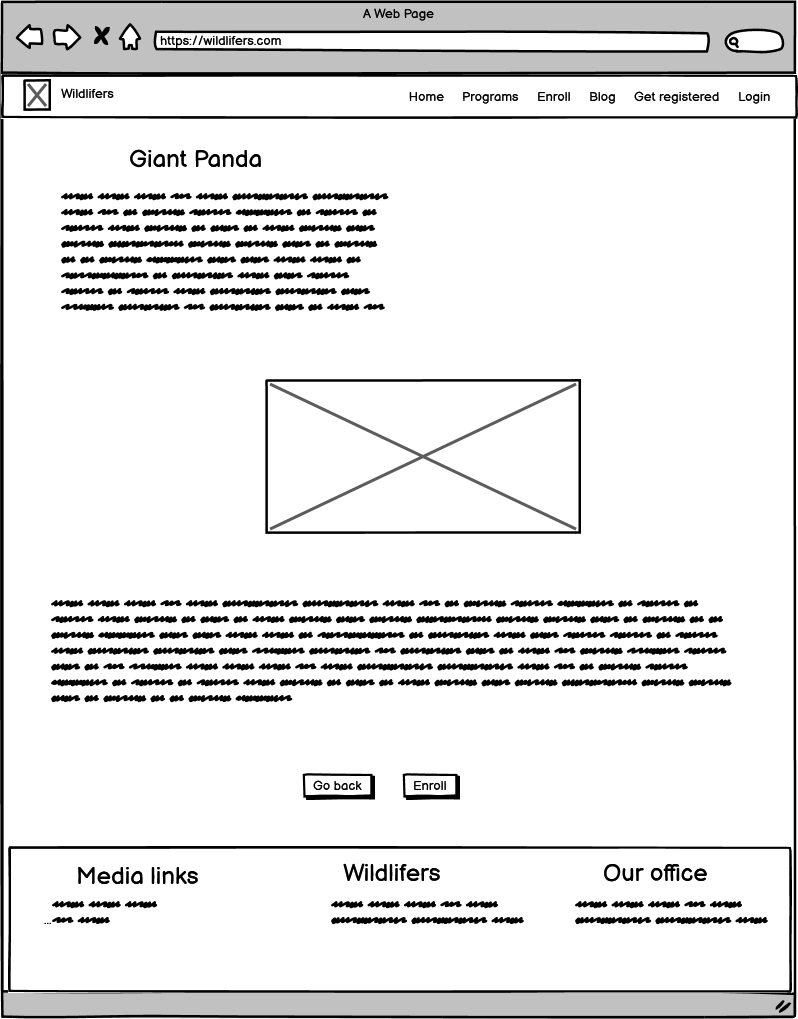 A Web Page
https://wildlifers.com
Wildlifers
Home Programs Enroll Blog Get registered Login
Giant Panda
Go back Enroll
Media links Wildlifers Our office
...